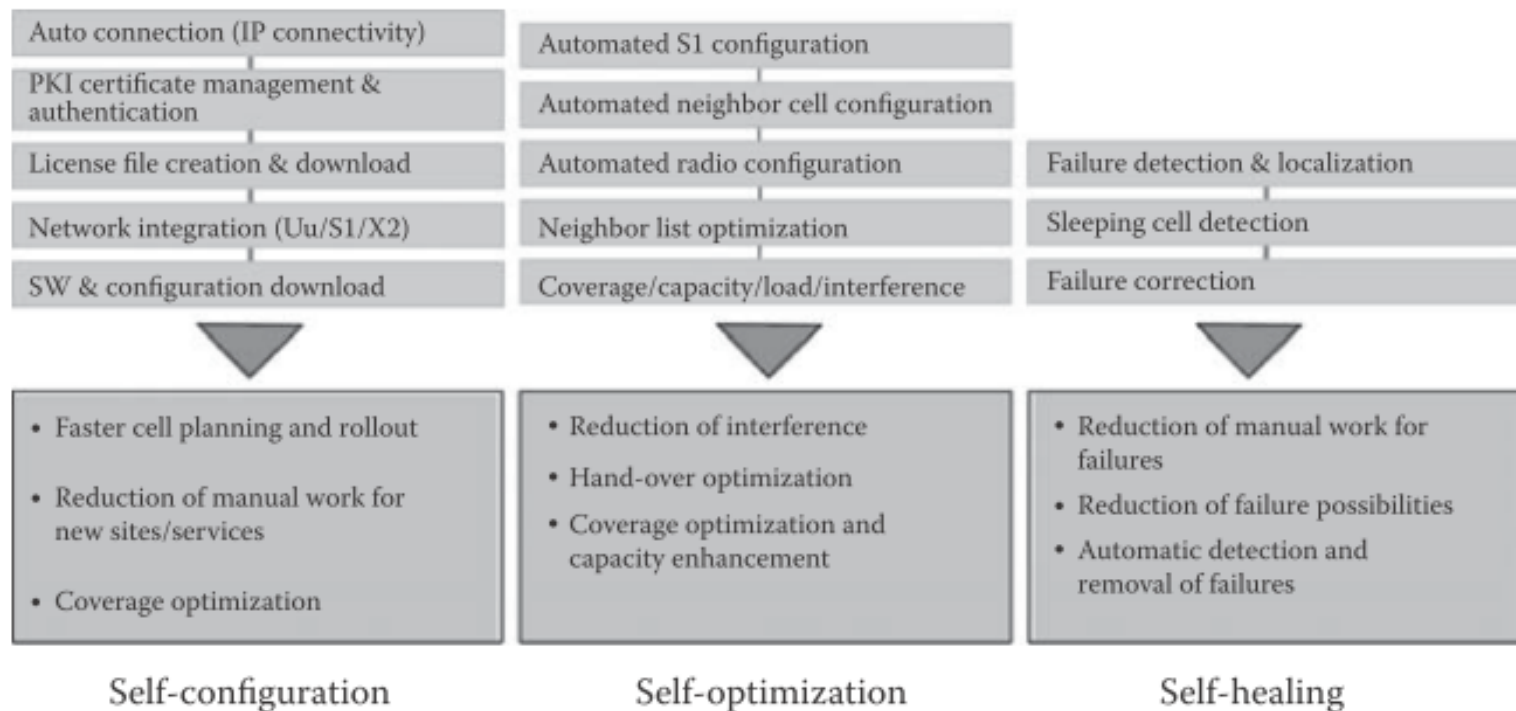 Auto connection (IP connectivity)
PKI certificate management &
authentication
License file creation & download
Network integration (Uu/S1/X2)
SW & configuration download
• Faster cell planning and rollout
• Reduction of manual work for
new sites/services
• Coverage optimization
Self-configuration
Automated S1 configuration
Automated neighbor cell configuration
Automated radio configuration
Neighbor list optimization
Coverage/capacity/load/interference
• Reduction of interference
• Hand-over optimization
• Coverage optimization and
capacity enhancement
Self-optimization
Failure detection & localization
Sleeping cell detection
Failure correction
• Reduction of manual work for
failures
• Reduction of failure possibilities
• Automatic detection and
removal of failures
Self-healing